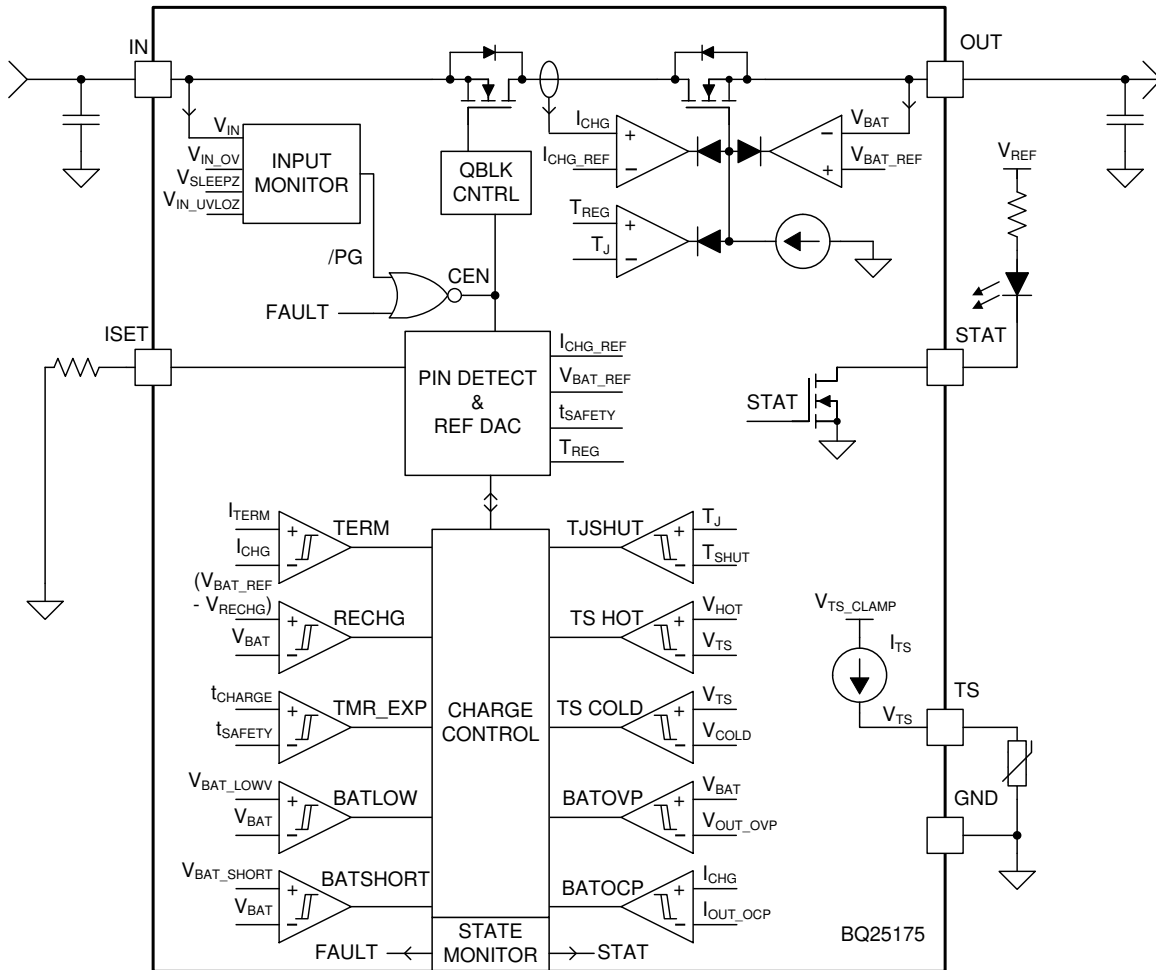 IN
OUT
V_IN
V_IN_OV
V_SLEEPZ
V_IN_UVLOZ
INPUT
MONITOR
QBLK
CNTRL
I_CHG
I_CHG_REF
+
−
V_BAT
V_BAT_REF
−
+
T_REG
T_J
+
−
V_REF
/PG
CEN
FAULT
ISET
STAT
STAT
PIN DETECT
&
REF DAC
I_CHG_REF
V_BAT_REF
t_SAFETY
T_REG
I_TERM
I_CHG
+
−
TERM
TJSHUT
+
−
T_J
T_SHUT
(V_BAT_REF
- V_RECHG)
V_BAT
+
−
RECHG
TS HOT
+
−
V_HOT
V_TS
t_CHARGE
t_SAFETY
+
−
TMR_EXP
CHARGE
CONTROL
TS COLD
+
−
V_TS
V_COLD
V_BAT_LOWV
V_BAT
+
−
BATLOW
BATOVP
+
−
V_BAT
V_OUT_OVP
V_BAT_SHORT
V_BAT
+
−
BATSHORT
BATOCP
+
−
I_CHG
I_OUT_OCP
V_TS_CLAMP
I_TS
V_TS
TS
GND
STATE
MONITOR
FAULT
STAT
BQ25175